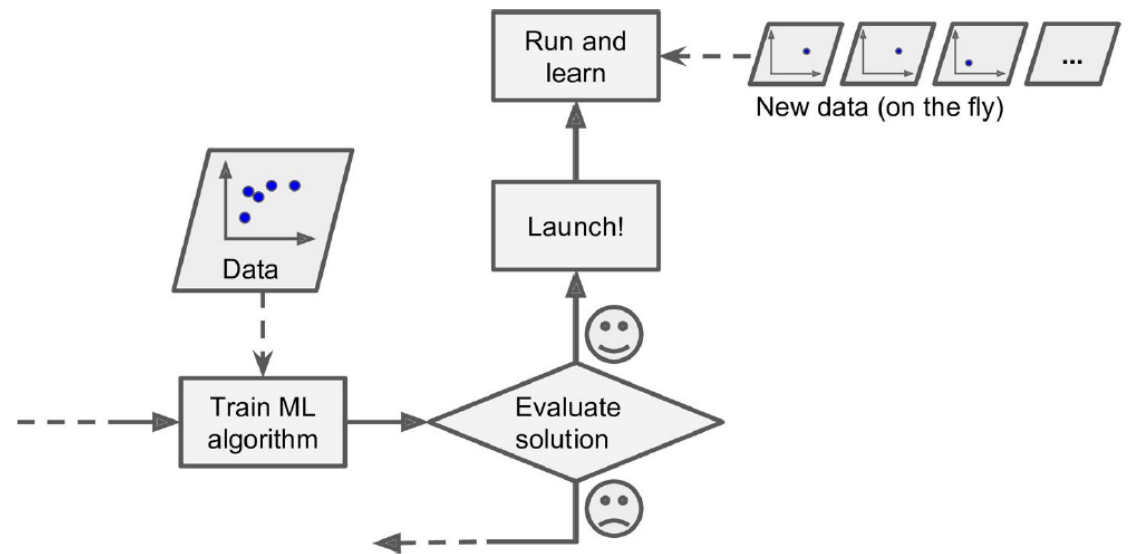 Run and
learn
...
New data (on the fly)
Launch!
Data
Train ML
algorithm
Evaluate
solution